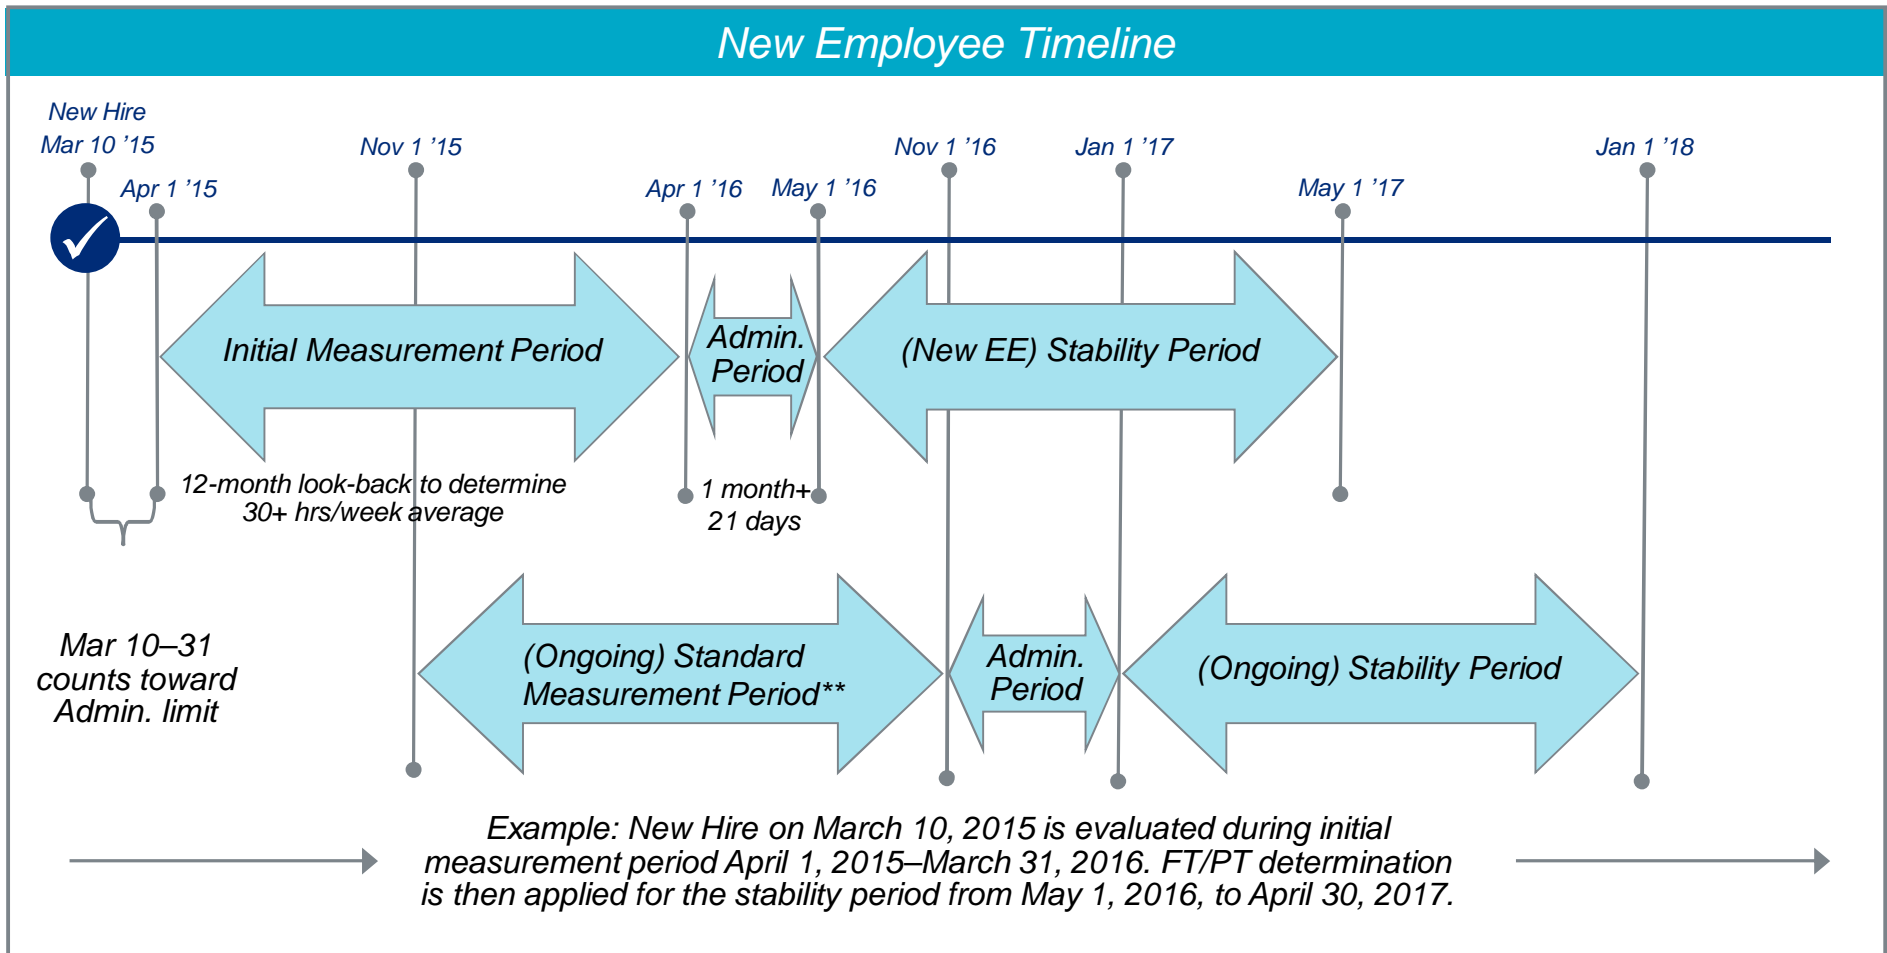 New Employee Timeline
New Hire
Mar 10 ’15
Nov 1 ’15
Nov 1 ’16
Jan 1 ’17
Jan 1 ’18
Apr 1 ’15
Apr 1 ’16
May 1 ’16
May 1 ’17
Initial Measurement Period
Admin.
Period
(New EE) Stability Period
12-month look-back to determine
30+ hrs/week average
1 month+
21 days
Mar 10–31
counts toward
Admin. limit
(Ongoing) Standard
Measurement Period**
Admin.
Period
(Ongoing) Stability Period
Example: New Hire on March 10, 2015 is evaluated during initial
measurement period April 1, 2015–March 31, 2016. FT/PT determination
is then applied for the stability period from May 1, 2016, to April 30, 2017.